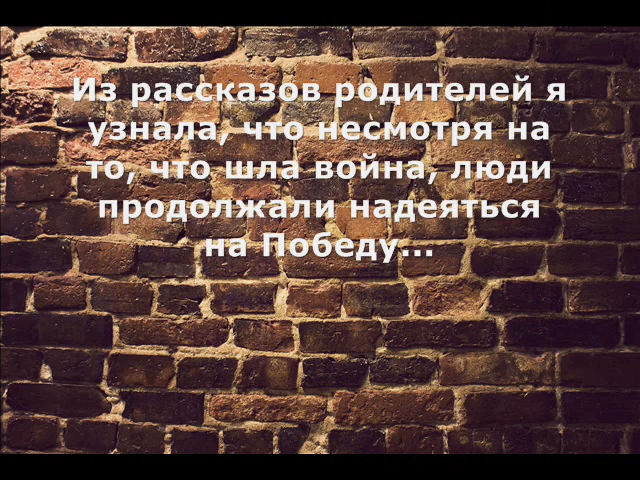 Из рассказов родителей я
узнала, что несмотря на
то, что шла война, люди
продолжали надеяться
на Победу...